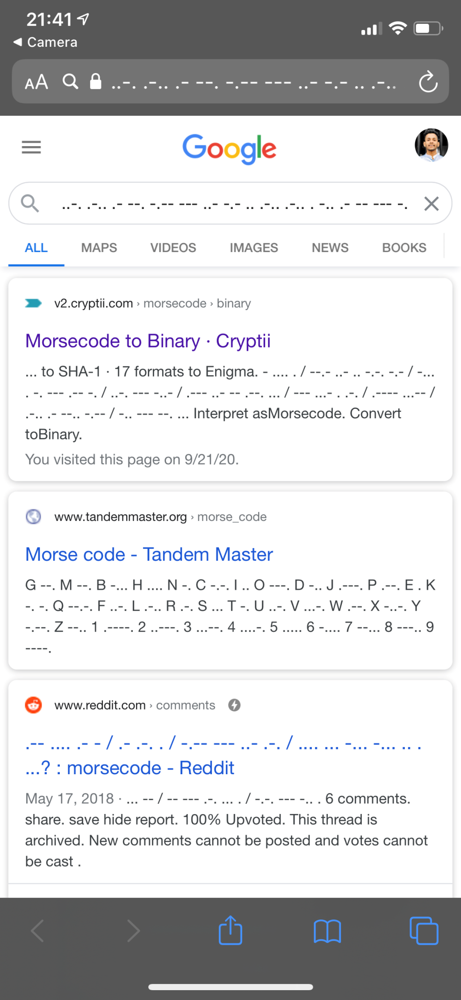 21:41
◀ Camera
AA ..-. .-.. .- --. -.-- --- ..- -.- .. .-..
Google
..-. .-.. .- --. -.-- --- ..- -.- .. .-.. .-.. . -.. .- -- --- -.
ALL MAPS VIDEOS IMAGES NEWS BOOKS
v2.cryptii.com › morsecode › binary
Morsecode to Binary · Cryptii
... to SHA-1 · 17 formats to Enigma. - .... . / --.- ..- .. -.-. -.- / -...
. -. --- .-- -. / ..-. --- -..- / .--- ..- -- .--. ... / --- ...- . .-. / .---- ...-- /
.-.. .- --.. -.-- / -.. --- --. ... Interpret asMorsecode. Convert
toBinary.
You visited this page on 9/21/20.
www.tandemmaster.org › morse_code
Morse code - Tandem Master
G --. M --. B -... H .... N -. C -.-. I .. O ---. D -.. J .---. P .--. E . K
-. -. Q --.-. F ..-. L .-.. R .-. S ... T -. U ..-. V ...-. W .--. X -..-. Y
-.--. Z --.. 1 .----. 2 ..---. 3 ...--. 4 ....-. 5 ..... 6 -.... 7 --... 8 ---.. 9
----.
www.reddit.com › comments
.-- .... .- - / .- .-. . / -.-- --- ..- .-. / .... ... -... -... .. .
...? : morsecode - Reddit
May 17, 2018 · ... -- / -- --- .-. ... . / -.-. --- -.. . 6 comments.
share. save hide report. 100% Upvoted. This thread is
archived. New comments cannot be posted and votes cannot
be cast .